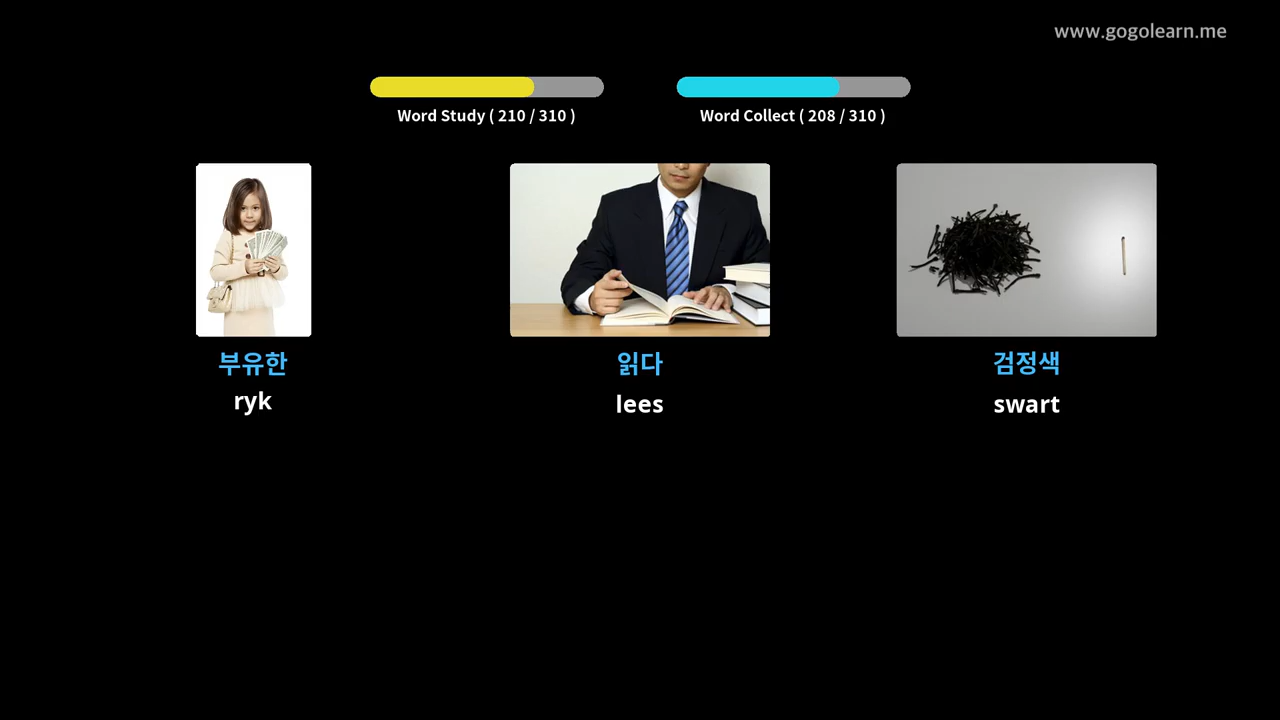 www.gogolearn.me
Word Study ( 210 / 310 )
Word Collect ( 208 / 310 )
부유한
읽다
검정색
ryk
lees
swart